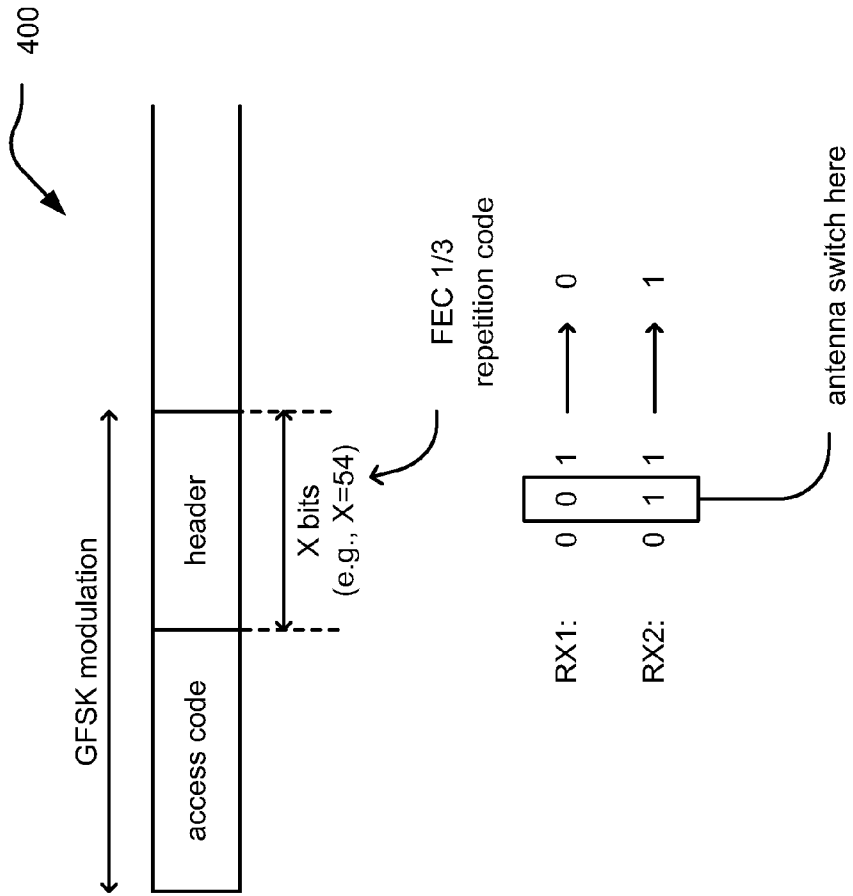 400
GFSK modulation
access code
header
X bits
(e.g., X=54)
FEC 1/3
repetition code
RX1: 0 0 1 0
RX2: 0 1 1 1
antenna switch here